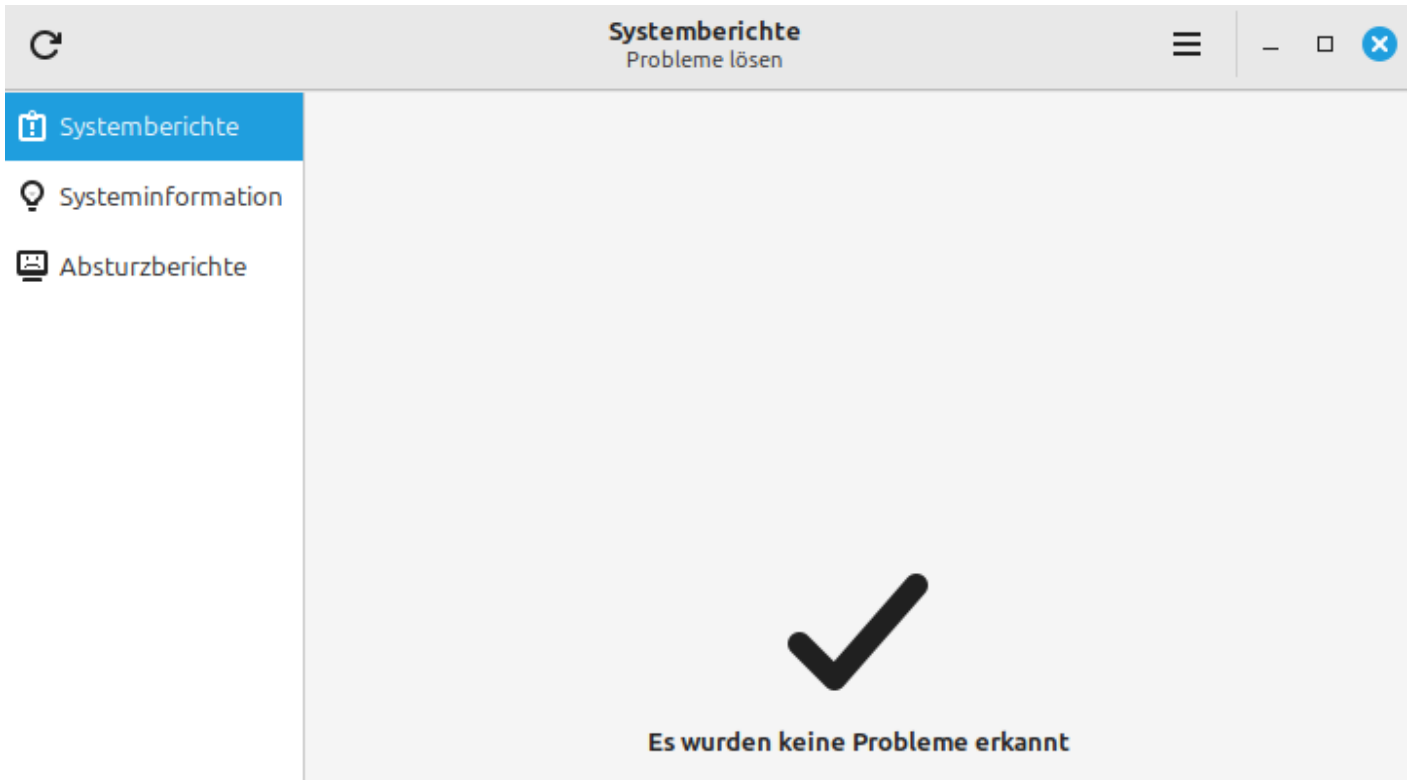 Systemberichte
Probleme lösen
Systemberichte
Systeminformation
Absturzberichte
Es wurden keine Probleme erkannt